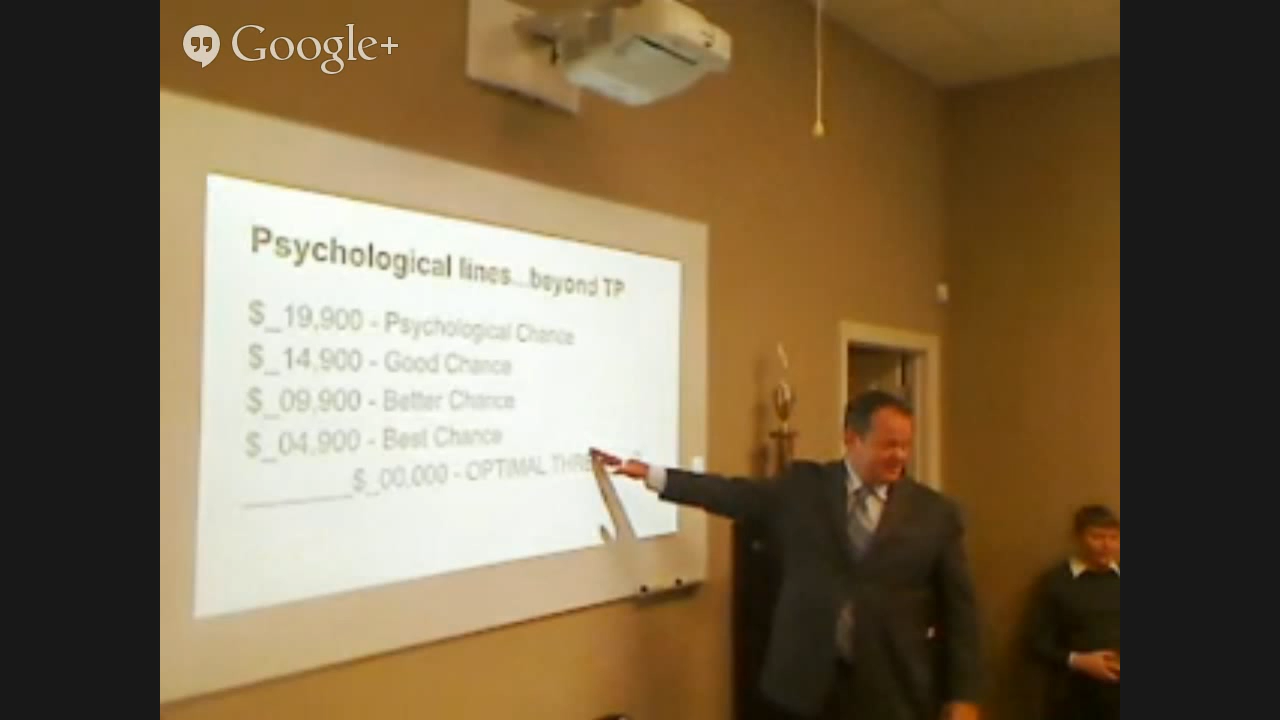 Google+
Psychological lines...beyond TP
$_19,900 - Psychological Chance
$_14,900 - Good Chance
$_09,900 - Better Chance
$_04,900 - Best Chance
________$_00,000 - OPTIMAL